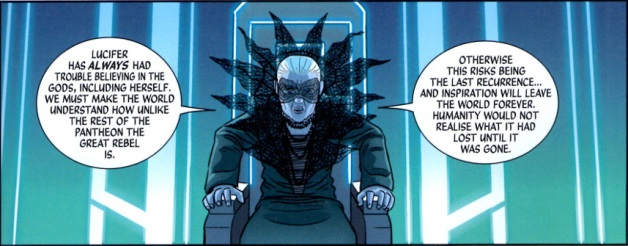 LUCIFER
HAS ALWAYS HAD
TROUBLE BELIEVING IN THE
GODS, INCLUDING HERSELF.
WE MUST MAKE THE WORLD
UNDERSTAND HOW UNLIKE
THE REST OF THE
PANTHEON THE
GREAT REBEL
IS.
OTHERWISE
THIS RISKS BEING
THE LAST RECURRENCE...
AND INSPIRATION WILL LEAVE
THE WORLD FOREVER.
HUMANITY WOULD NOT
REALISE WHAT IT HAD
LOST UNTIL IT
WAS GONE.